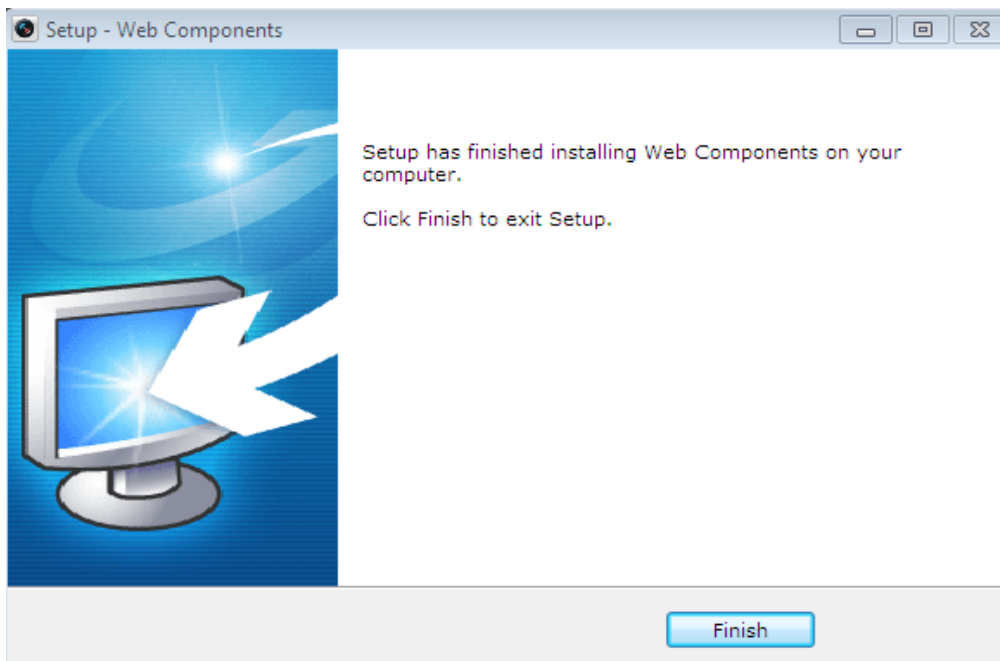 Setup - Web Components
Setup has finished installing Web Components on your
computer.
Click Finish to exit Setup.
Finish